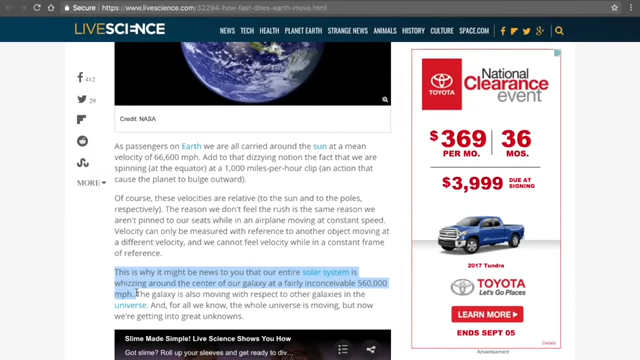 Secure https://www.livescience.com/32294-how-fast-does-earth-move.html
LIVESCIENCE
NEWS TECH HEALTH PLANET EARTH STRANGE NEWS ANIMALS HISTORY CULTURE SPACE.COM
412
29
MORE
Credit: NASA
As passengers on Earth we are all carried around the sun at a mean
velocity of 66,600 mph. Add to that dizzying notion the fact that we are
spinning (at the equator) at a 1,000 miles-per-hour clip (an action that
cause the planet to bulge outward).
Of course, these velocities are relative (to the sun and to the poles,
respectively). The reason we don't feel the rush is the same reason we
aren't pinned to our seats while in an airplane moving at constant speed.
Velocity can only be measured with reference to another object moving at
a different velocity, and we cannot feel velocity while in a constant frame
of reference.
This is why it might be news to you that our entire solar system is
whizzing around the center of our galaxy at a fairly inconceivable 560,000
mph. The galaxy is also moving with respect to other galaxies in the
universe. And, for all we know, the whole universe is moving, but now
we're getting into great unknowns.
Slime Made Simple! Live Science Shows You How
Got slime? Roll up your sleeves and get ready to div...
TOYOTA
National
Clearance
event
$369 PER MO.
36 MOS.
$3,999 DUE AT SIGNING
2017 Tundra
TOYOTA
Let's Go Places
LEARN MORE
ENDS SEPT 05
Details
Advertisement